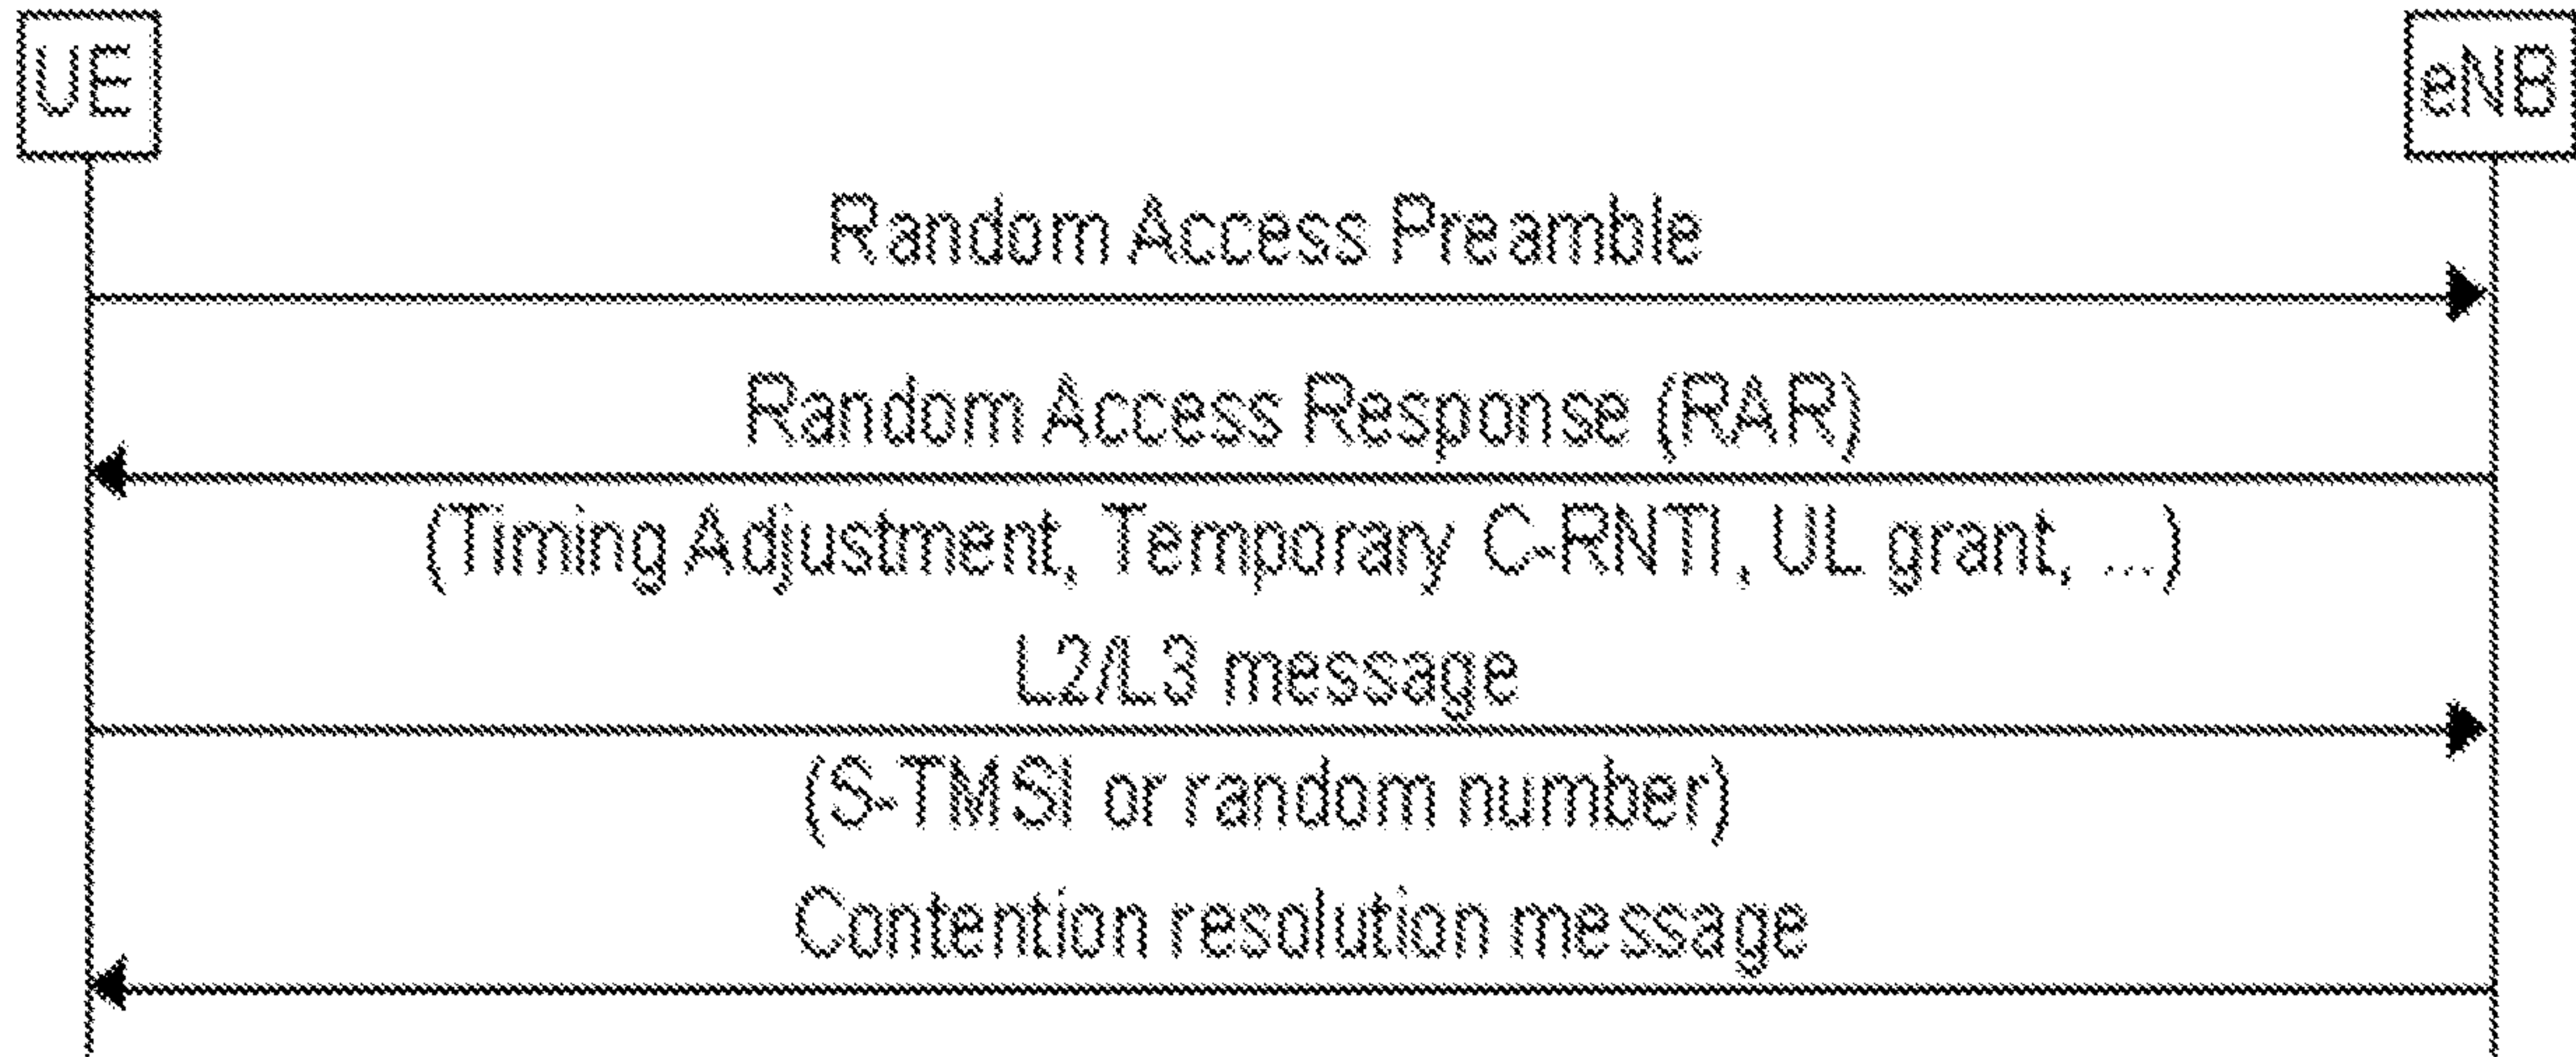 UE
eNB
Random Access Preamble
Random Access Response (RAR)
(Timing Adjustment, Temporary C-RNTI, UL grant, ...)
L2/L3 message
(S-TMSI or random number)
Contention resolution message